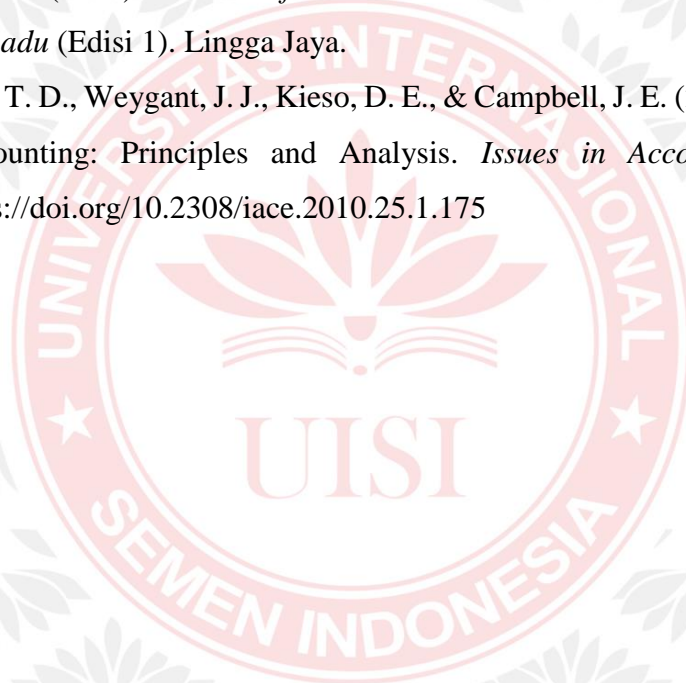 adu (Edisi 1). Lingga Jaya.
T. D., Weygant, J. J., Kieso, D. E., & Campbell, J. E. (
ounting: Principles and Analysis. Issues in Acco
s://doi.org/10.2308/iace.2010.25.1.175
UNIVERSITAS INTERNASIONAL
UISI
SEMEN INDONESIA